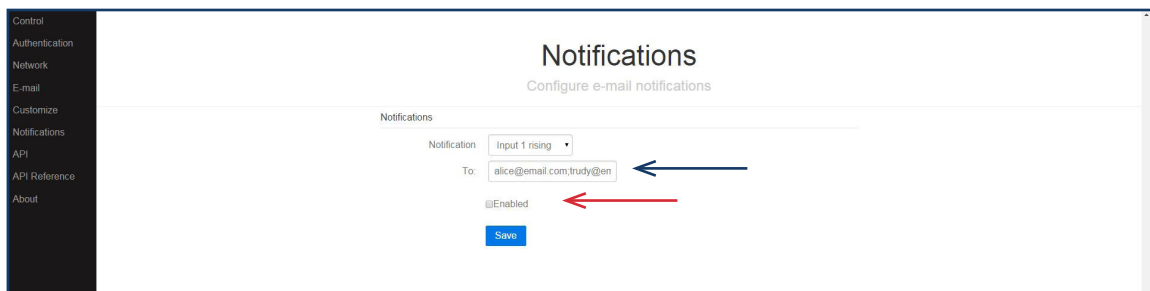 Control
Authentication
Network
E-mail
Customize
Notifications
API
API Reference
About
Notifications
Configure e-mail notifications
Notifications
Notification Input 1 rising
To: alice@email.com;trudy@en
Enabled
Save